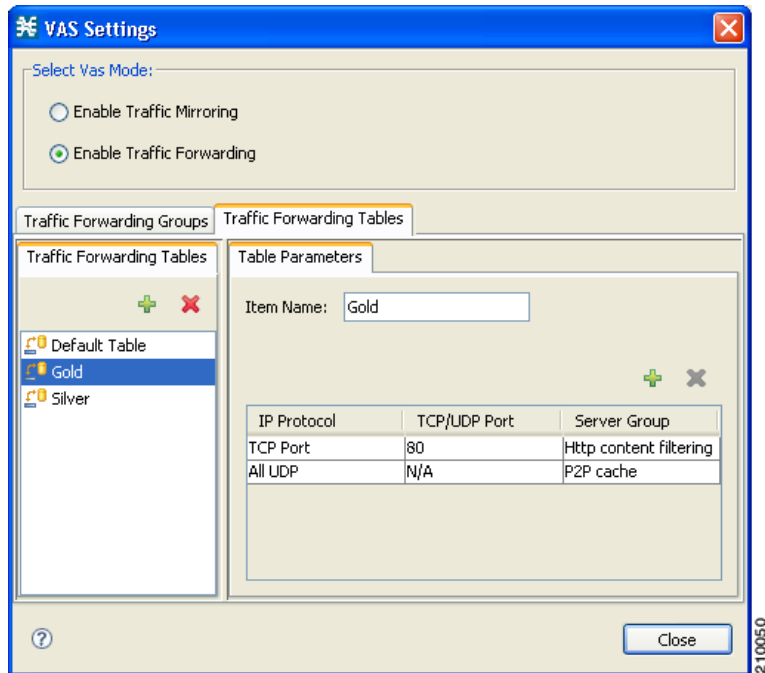 VAS Settings
Select Vas Mode:
Enable Traffic Mirroring
Enable Traffic Forwarding
Traffic Forwarding Groups
Traffic Forwarding Tables
Traffic Forwarding Tables
Table Parameters
Item Name: Gold
Default Table
Gold
Silver
IP Protocol TCP/UDP Port Server Group
TCP Port 80 Http content filtering
All UDP N/A P2P cache
?
Close
210050